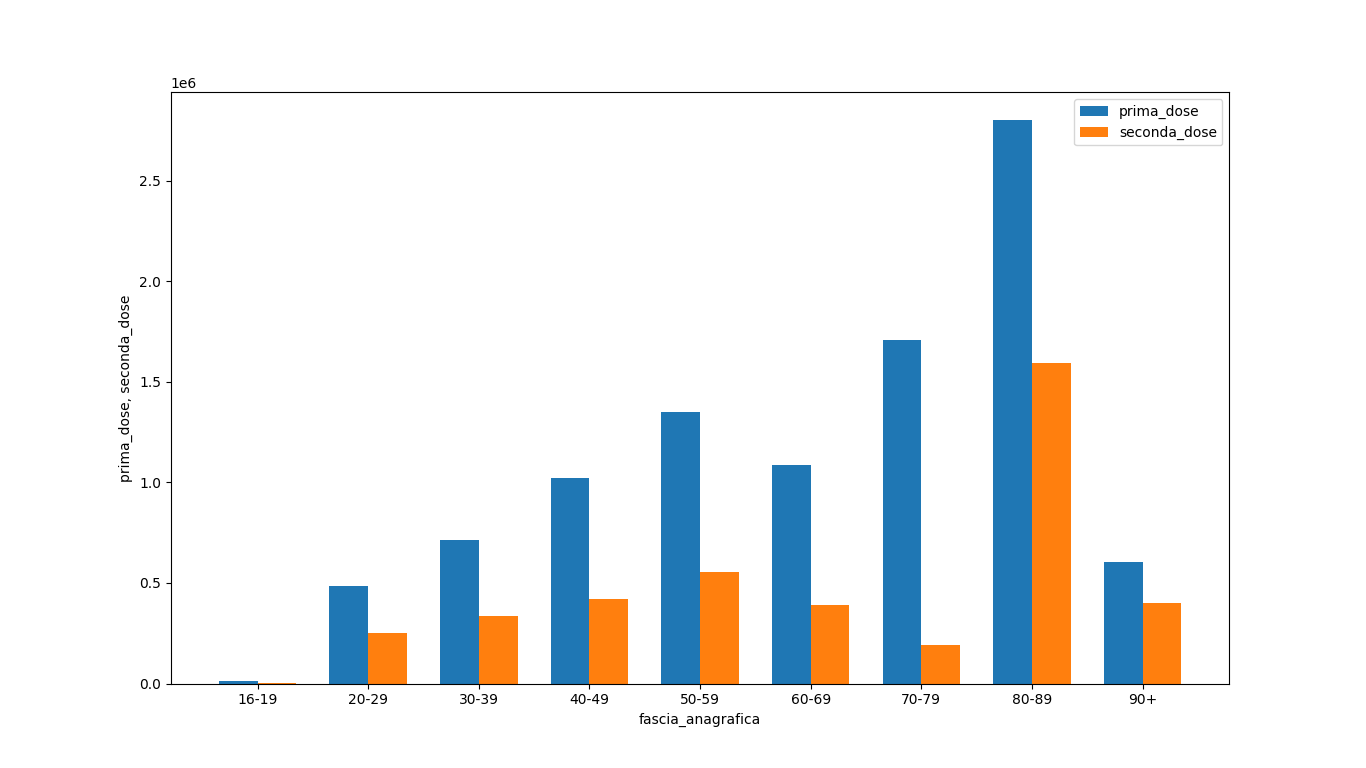 1e6
prima_dose
seconda_dose
2.5
2.0
1.5
1.0
0.5
0.0
prima_dose, seconda_dose
16-19 20-29 30-39 40-49 50-59 60-69 70-79 80-89 90+
fascia_anagrafica